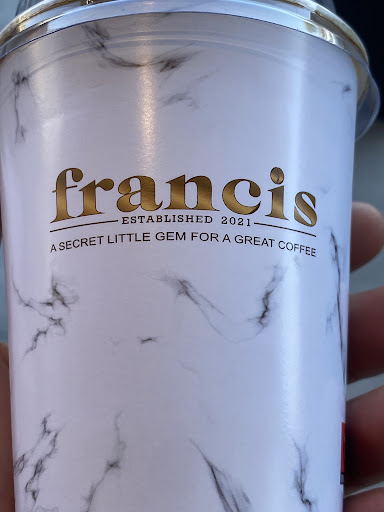 francis
ESTABLISHED 2021
A SECRET LITTLE GEM FOR A GREAT COFFEE